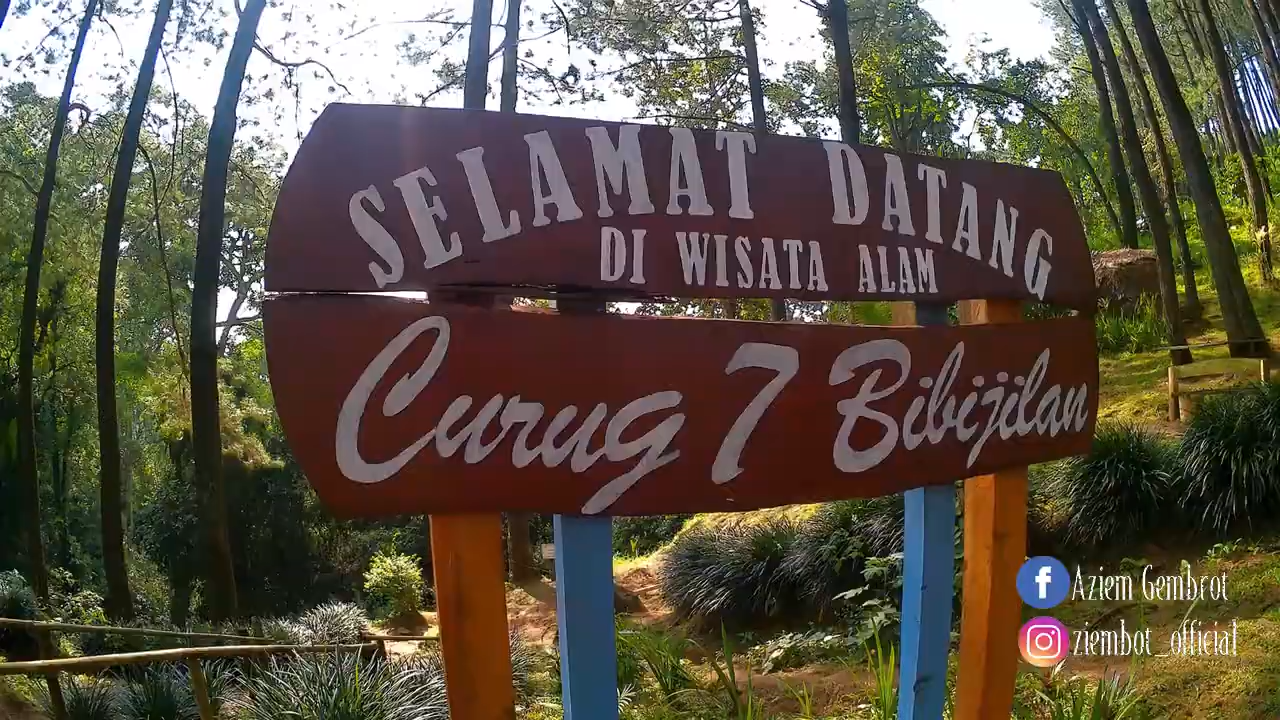 SELAMAT DATANG
DI WISATA ALAM
Curug 7 Bibijilan
Aziem Gembrot
ziembot_official